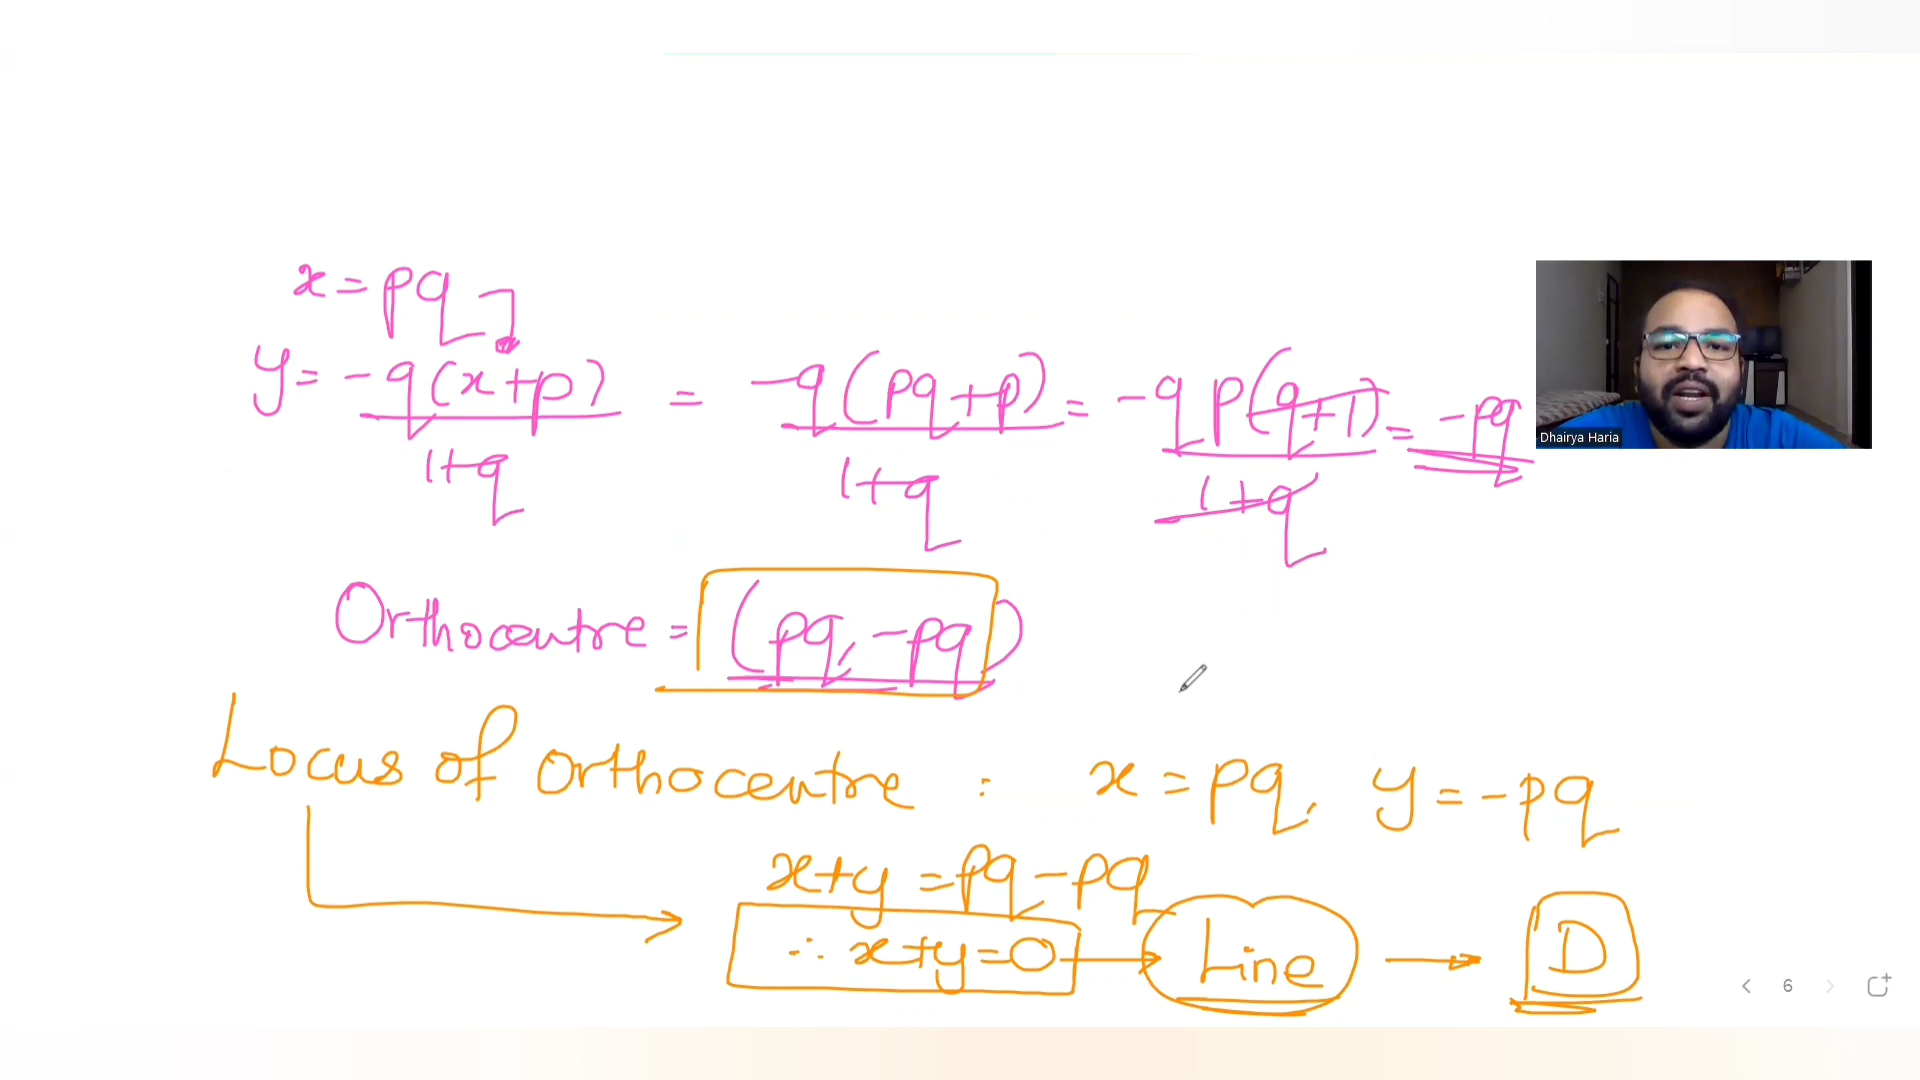 x = pq
y = -q(x+p)/1+q = -q(pq+p)/1+q = -qp(q+1)/1+q = -pq
Dhairya Haria
Orthocentre = (pq, -pq)
Locus of orthocentre : x = pq, y = -pq
x+y = pq - pq
∴ x+y=0 → Line → D
6